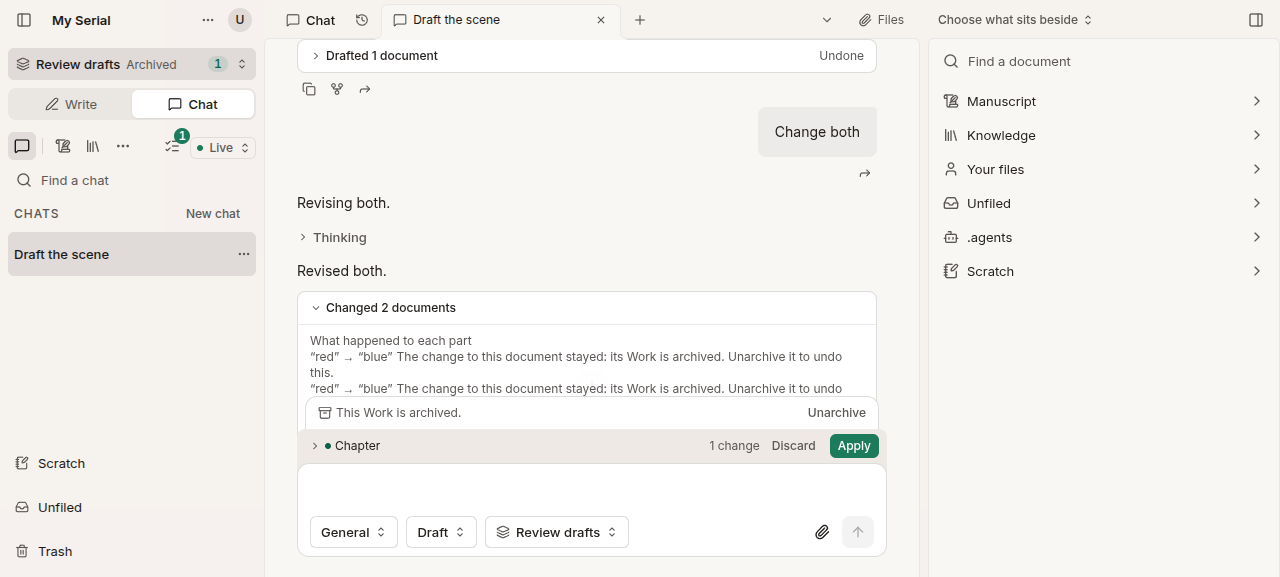 My Serial
U
Chat
Draft the scene
Files
Choose what sits beside
Review drafts Archived 1
Write
Chat
1
Live
Find a chat
CHATS
New chat
Draft the scene
Scratch
Unfiled
Trash
Drafted 1 document
Undone
Change both
Revising both.
Thinking
Revised both.
Changed 2 documents
What happened to each part
“red” → “blue” The change to this document stayed: its Work is archived. Unarchive it to undo
this.
“red” → “blue” The change to this document stayed: its Work is archived. Unarchive it to undo
This Work is archived.
Unarchive
Chapter
1 change
Discard
Apply
General
Draft
Review drafts
Find a document
Manuscript
Knowledge
Your files
Unfiled
.agents
Scratch